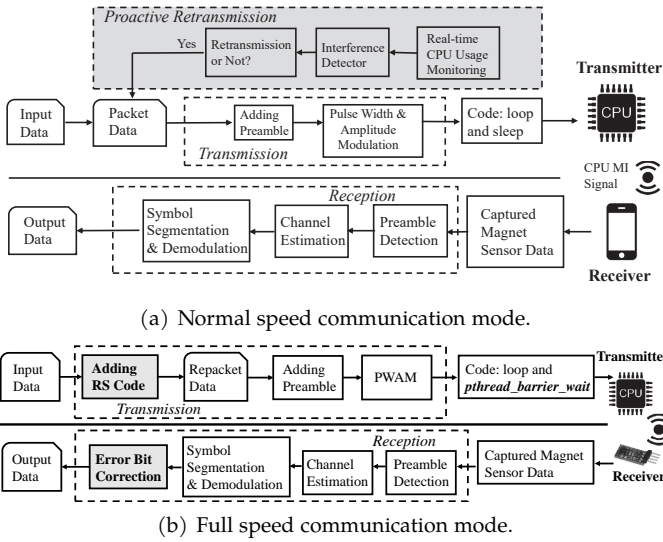 Proactive Retransmission
Yes
Retransmission
or Not?
Interference
Detector
Real-time
CPU Usage
Monitoring
Transmitter
Input
Data
Packet
Data
Adding
Preamble
Pulse Width &
Amplitude
Modulation
Code: loop
and sleep
CPU
Transmission
CPU MI
Signal
Reception
Output
Data
Symbol
Segmentation
& Demodulation
Channel
Estimation
Preamble
Detection
Captured
Magnet
Sensor Data
Receiver
(a) Normal speed communication mode.
Input
Data
Adding
RS Code
Repacket
Data
Adding
Preamble
PWAM
Code: loop and
pthread_barrier_wait
Transmitte
CPU
Transmission
Reception
Output
Data
Error Bit
Correction
Symbol
Segmentation
& Demodulation
Channel
Estimation
Preamble
Detection
Captured Magnet
Sensor Data
Receiver
(b) Full speed communication mode.